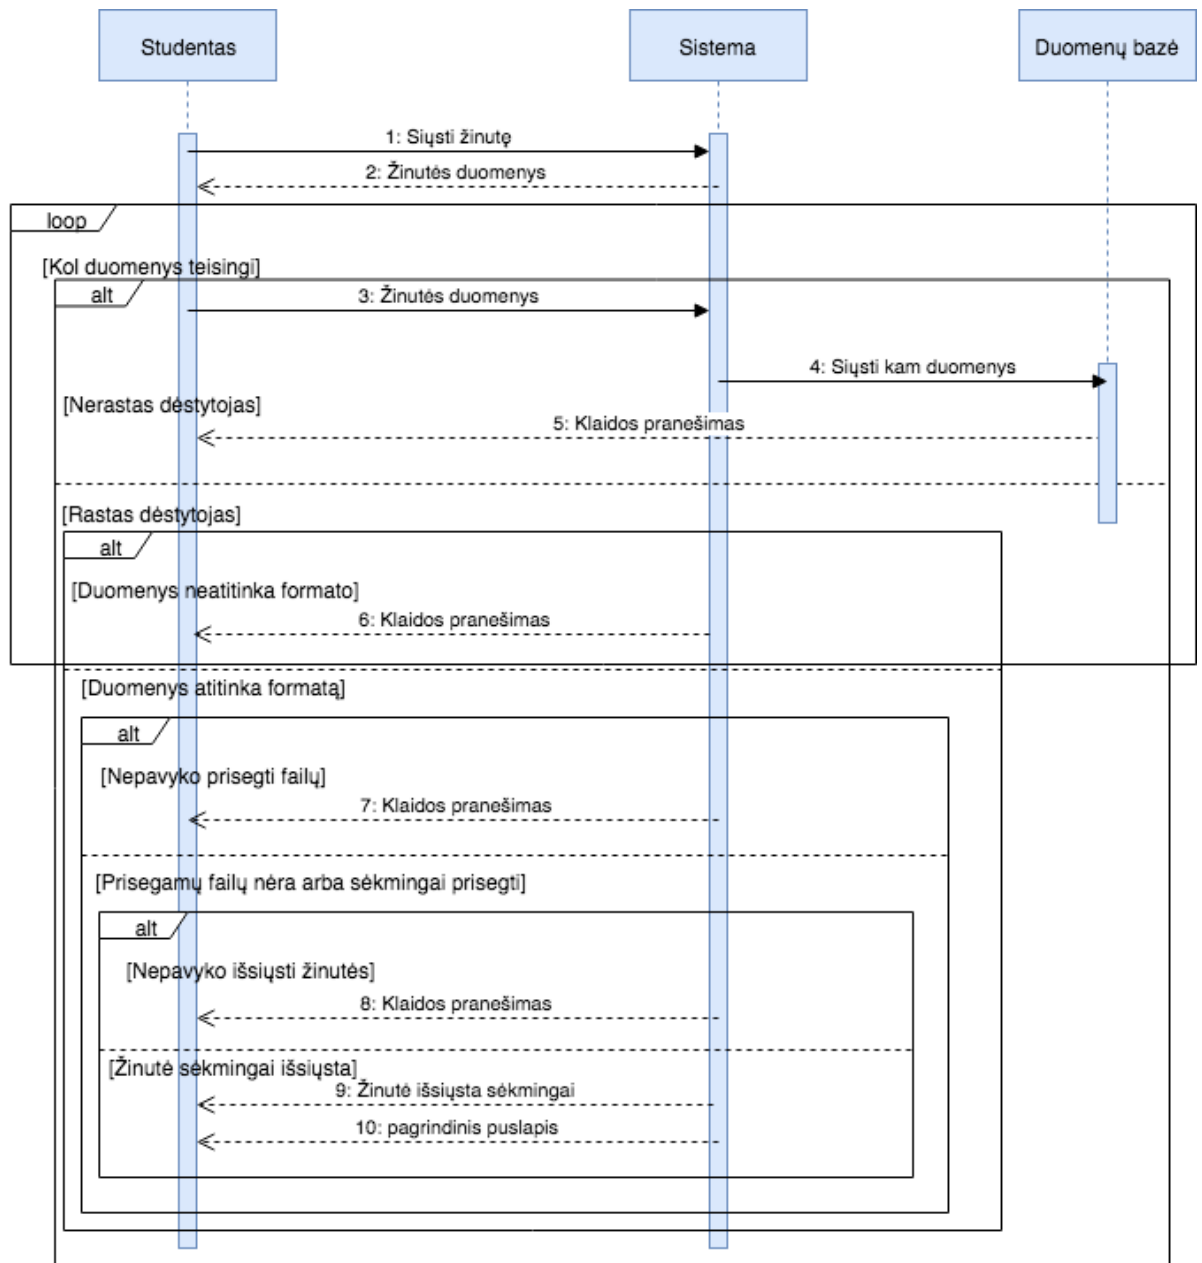 Studentas
Sistema
Duomenų bazė
1: Siųsti žinutę
2: Žinutės duomenys
loop
[Kol duomenys teisingi]
alt
3: Žinutės duomenys
4: Siųsti kam duomenys
[Nerastas dėstytojas]
5: Klaidos pranešimas
[Rastas dėstytojas]
alt
[Duomenys neatitinka formato]
6: Klaidos pranešimas
[Duomenys atitinka formatą]
alt
[Nepavyko prisegti failų]
7: Klaidos pranešimas
[Prisegamų failų nėra arba sėkmingai prisegti]
alt
[Nepavyko išsiųsti žinutės]
8: Klaidos pranešimas
[Žinutė sėkmingai išsiųsta]
9: Žinutė išsiųsta sėkmingai
10: pagrindinis puslapis